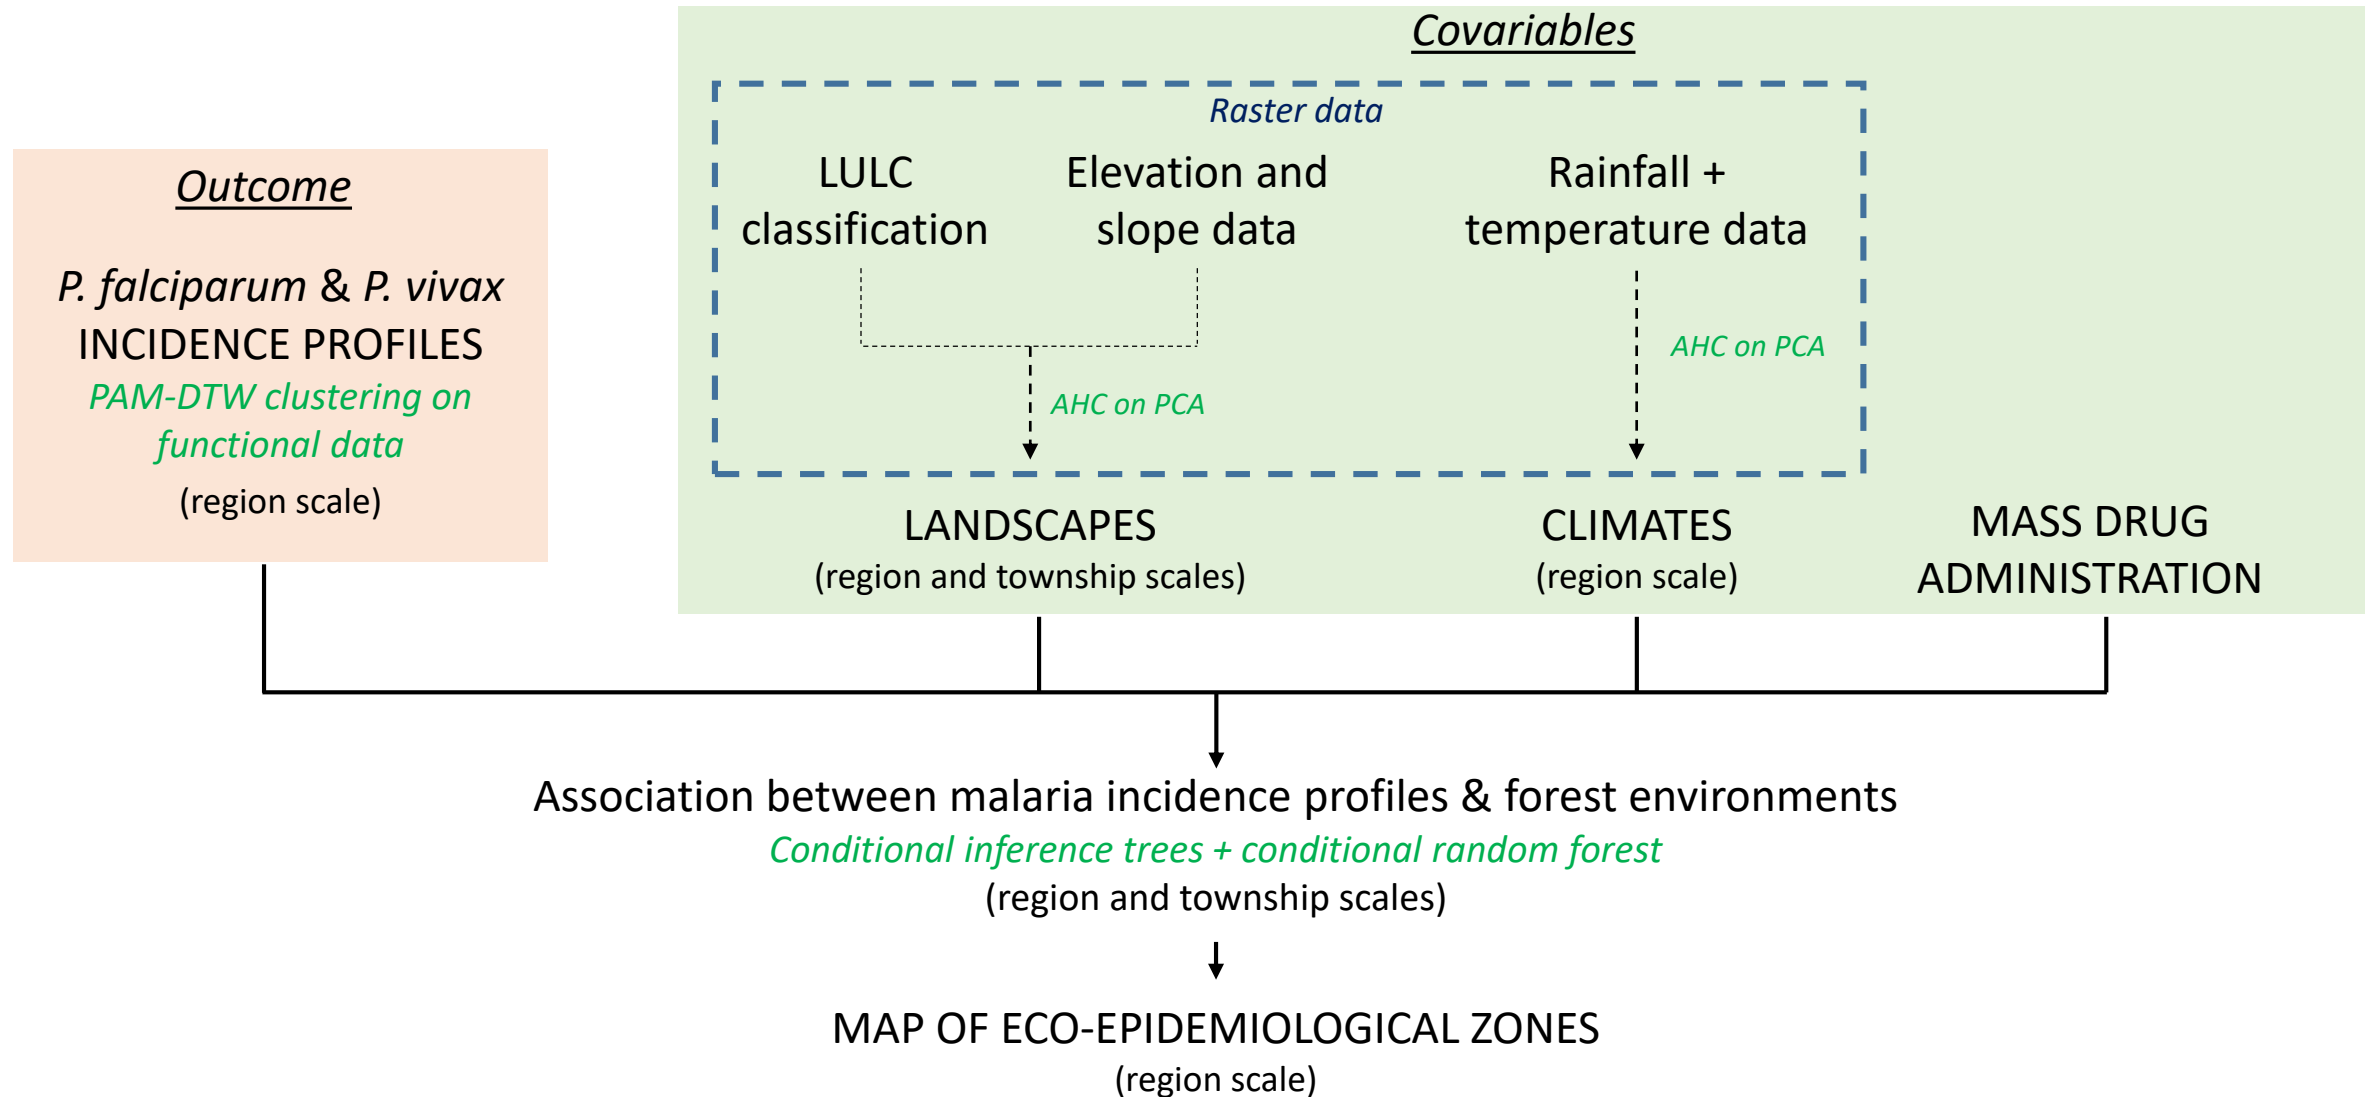 Outcome
P. falciparum & P. vivax
INCIDENCE PROFILES
PAM-DTW clustering on
functional data
(region scale)
Covariables
Raster data
LULC
classification
Elevation and
slope data
Rainfall +
temperature data
AHC on PCA
AHC on PCA
LANDSCAPES
(region and township scales)
CLIMATES
(region scale)
MASS DRUG
ADMINISTRATION
Association between malaria incidence profiles & forest environments
Conditional inference trees + conditional random forest
(region and township scales)
MAP OF ECO-EPIDEMIOLOGICAL ZONES
(region scale)